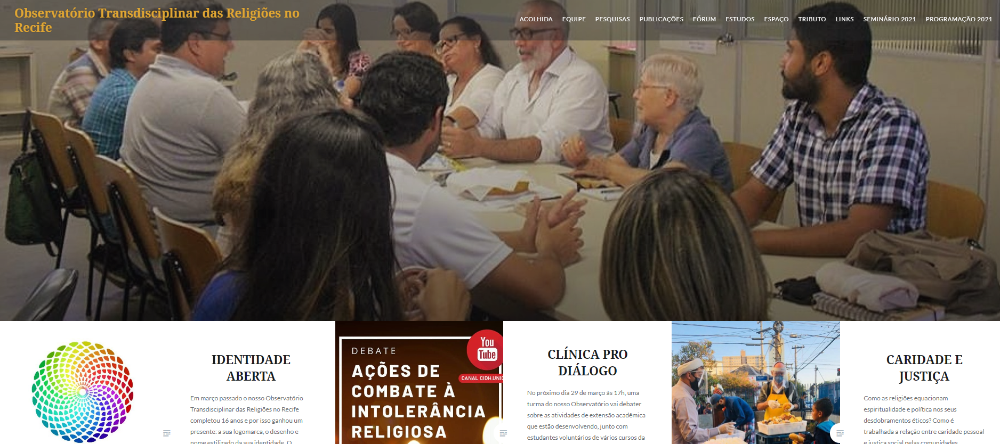 Observatório Transdisciplinar das Religiões no
Recife
ACOLHIDA EQUIPE PESQUISAS PUBLICAÇÕES FÓRUM ESTUDOS ESPAÇO TRIBUTO LINKS SEMINÁRIO 2021 PROGRAMAÇÃO 2021
IDENTIDADE
ABERTA
Em março passado o nosso Observatório
Transdisciplinar das Religiões no Recife
completou 16 anos e por isso ganhou um
presente: a sua logomarca, o desenho e
nome estilizado da sua identidade. O
DEBATE
AÇÕES DE
COMBATE À
INTOLERÂNCIA
RELIGIOSA
You
Tube
CANAL CIDH.UNIC
CLÍNICA PRO
DIÁLOGO
No próximo dia 29 de março às 17h, uma
turma do nosso Observatório vai debater
sobre as atividades de extensão acadêmica
que estão desenvolvendo, junto com
estudantes voluntários de vários cursos da
CARIDADE E
JUSTIÇA
Como as religiões equacionam
espiritualidade e política nos seus
desdobramentos éticos? Como é
trabalhada a relação entre caridade pessoal
e justiça social pelas comunidades